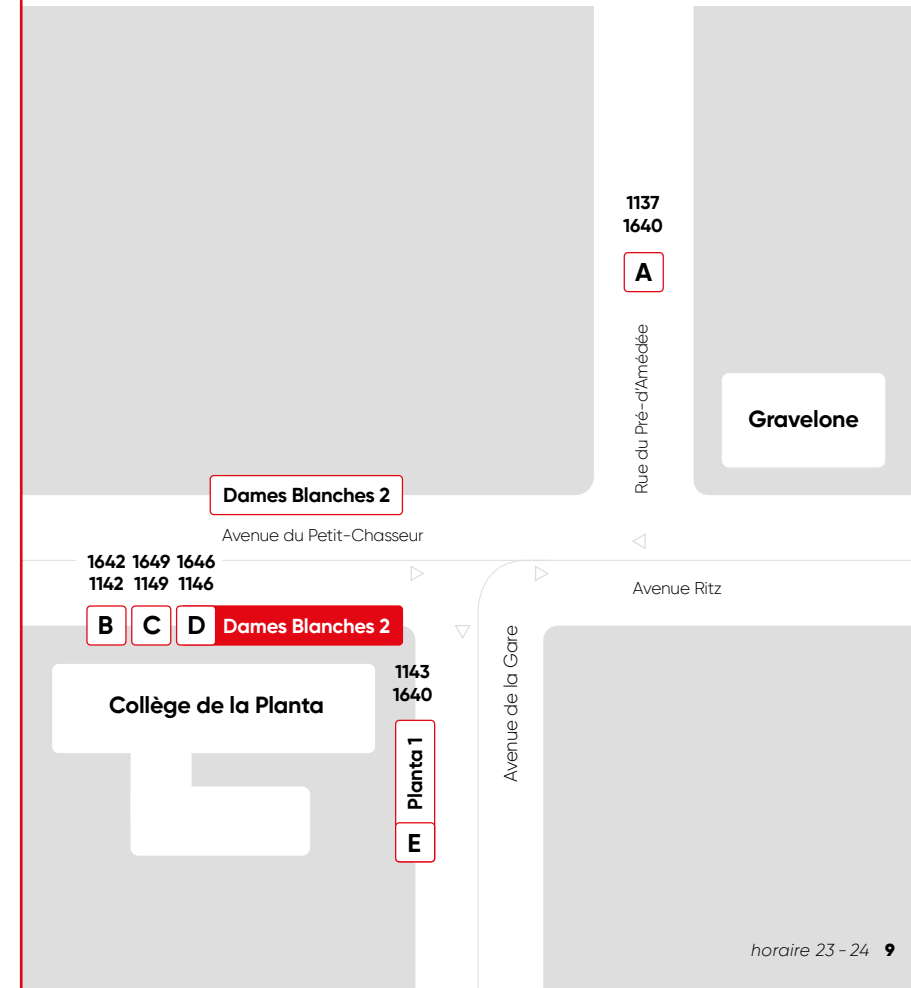 1137
1640
A
Rue du Pré-d'Amédée
Gravelone
Dames Blanches 2
Avenue du Petit-Chasseur
1642 1649 1646
1142 1149 1146
Avenue Ritz
B C D Dames Blanches 2
Avenue de la Gare
1143
1640
Collège de la Planta
Planta 1
E
horaire 23 - 24 9